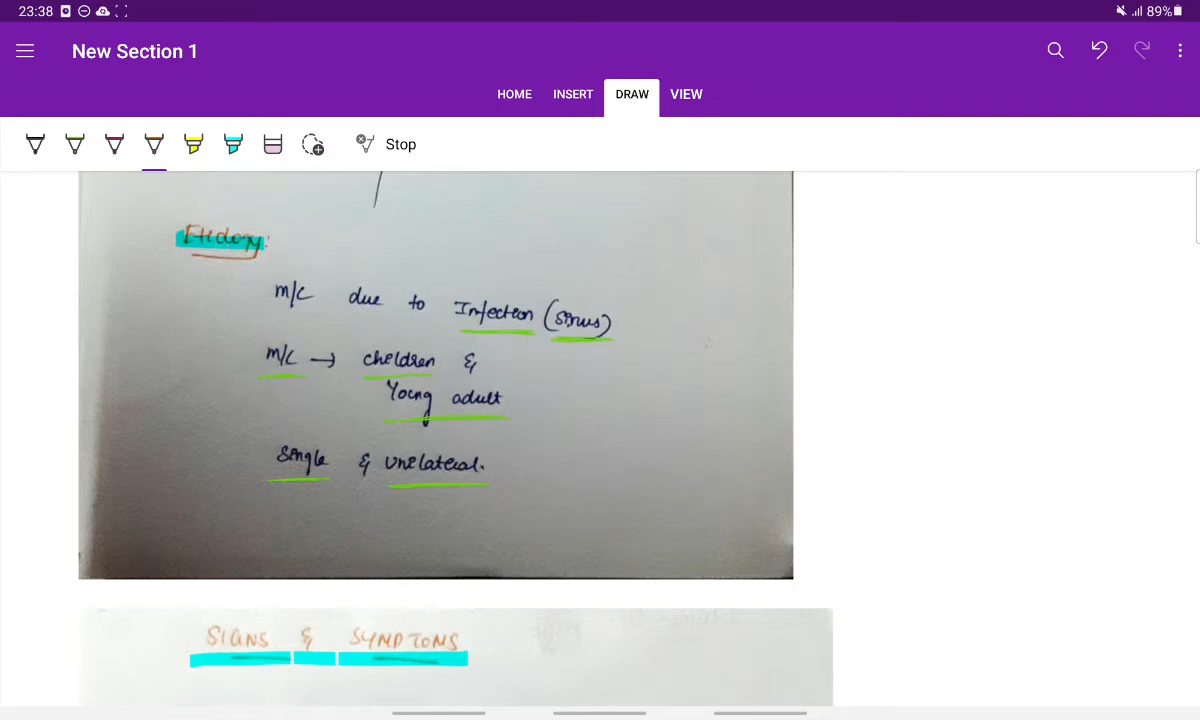 23:38 89%
New Section 1
HOME INSERT DRAW VIEW
Stop
Etiology:
m/c due to Infection (sinus)
m/c → children &
Young adult
Single & unilateral.
SIGNS & SYMPTONS